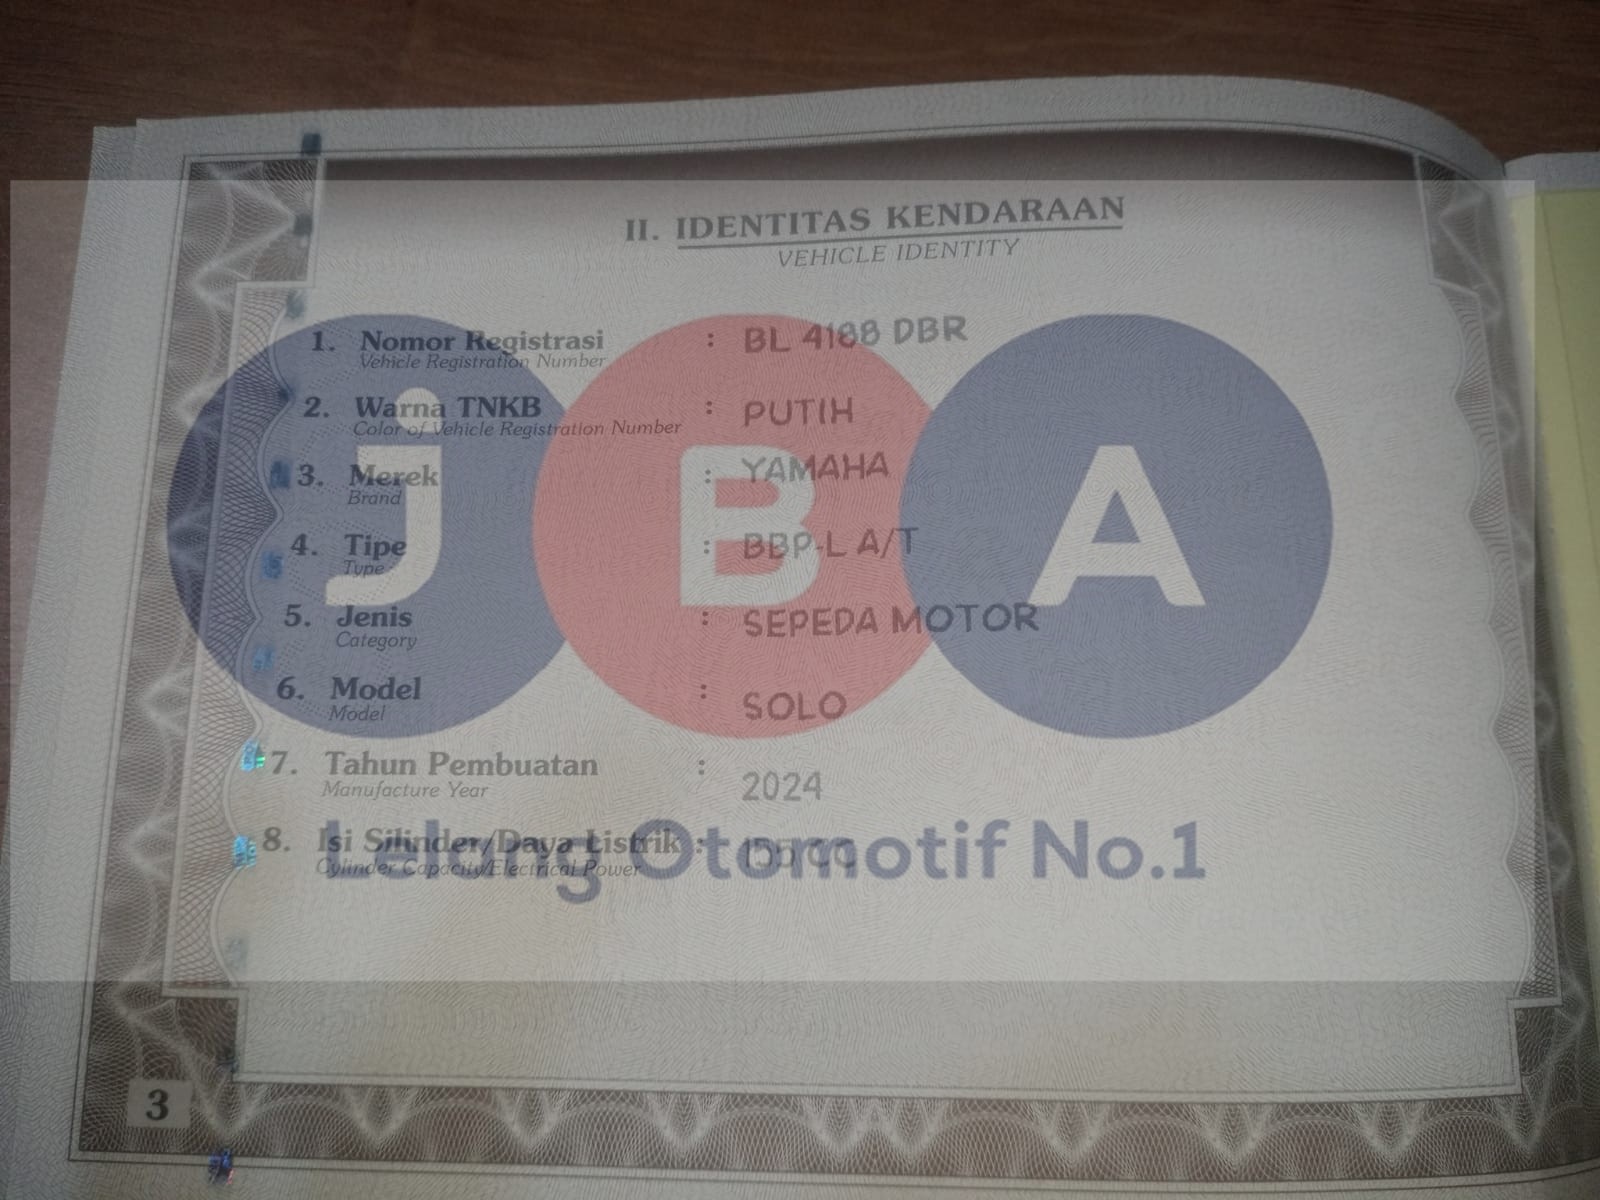 II. IDENTITAS KENDARAAN
VEHICLE IDENTITY
1. Nomor Registrasi : BL 4188 DBR
Vehicle Registration Number
2. Warna TNKB : PUTIH
Color of Vehicle Registration Number
3. Merek : YAMAHA
Brand
4. Tipe : BBP-L A/T
Type
5. Jenis : SEPEDA MOTOR
Category
6. Model : SOLO
Model
7. Tahun Pembuatan : 2024
Manufacture Year
8. Isi Silinder/Daya Listrik : 155 CC
Cylinder Capacity/Electrical Power
JBA
Lelang Otomotif No.1
3